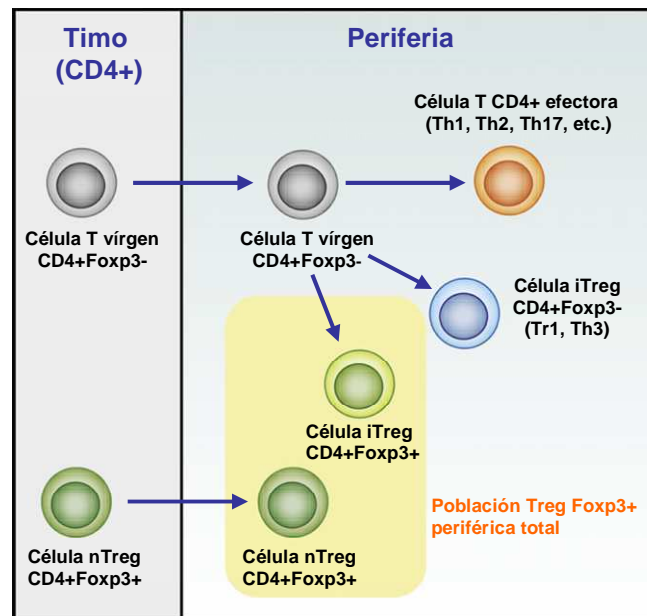 Timo
(CD4+)
Periferia
Célula T CD4+ efectora
(Th1, Th2, Th17, etc.)
Célula T vírgen
CD4+Foxp3-
Célula T vírgen
CD4+Foxp3-
Célula iTreg
CD4+Foxp3-
(Tr1, Th3)
Célula iTreg
CD4+Foxp3+
Población Treg Foxp3+
periférica total
Célula nTreg
CD4+Foxp3+
Célula nTreg
CD4+Foxp3+